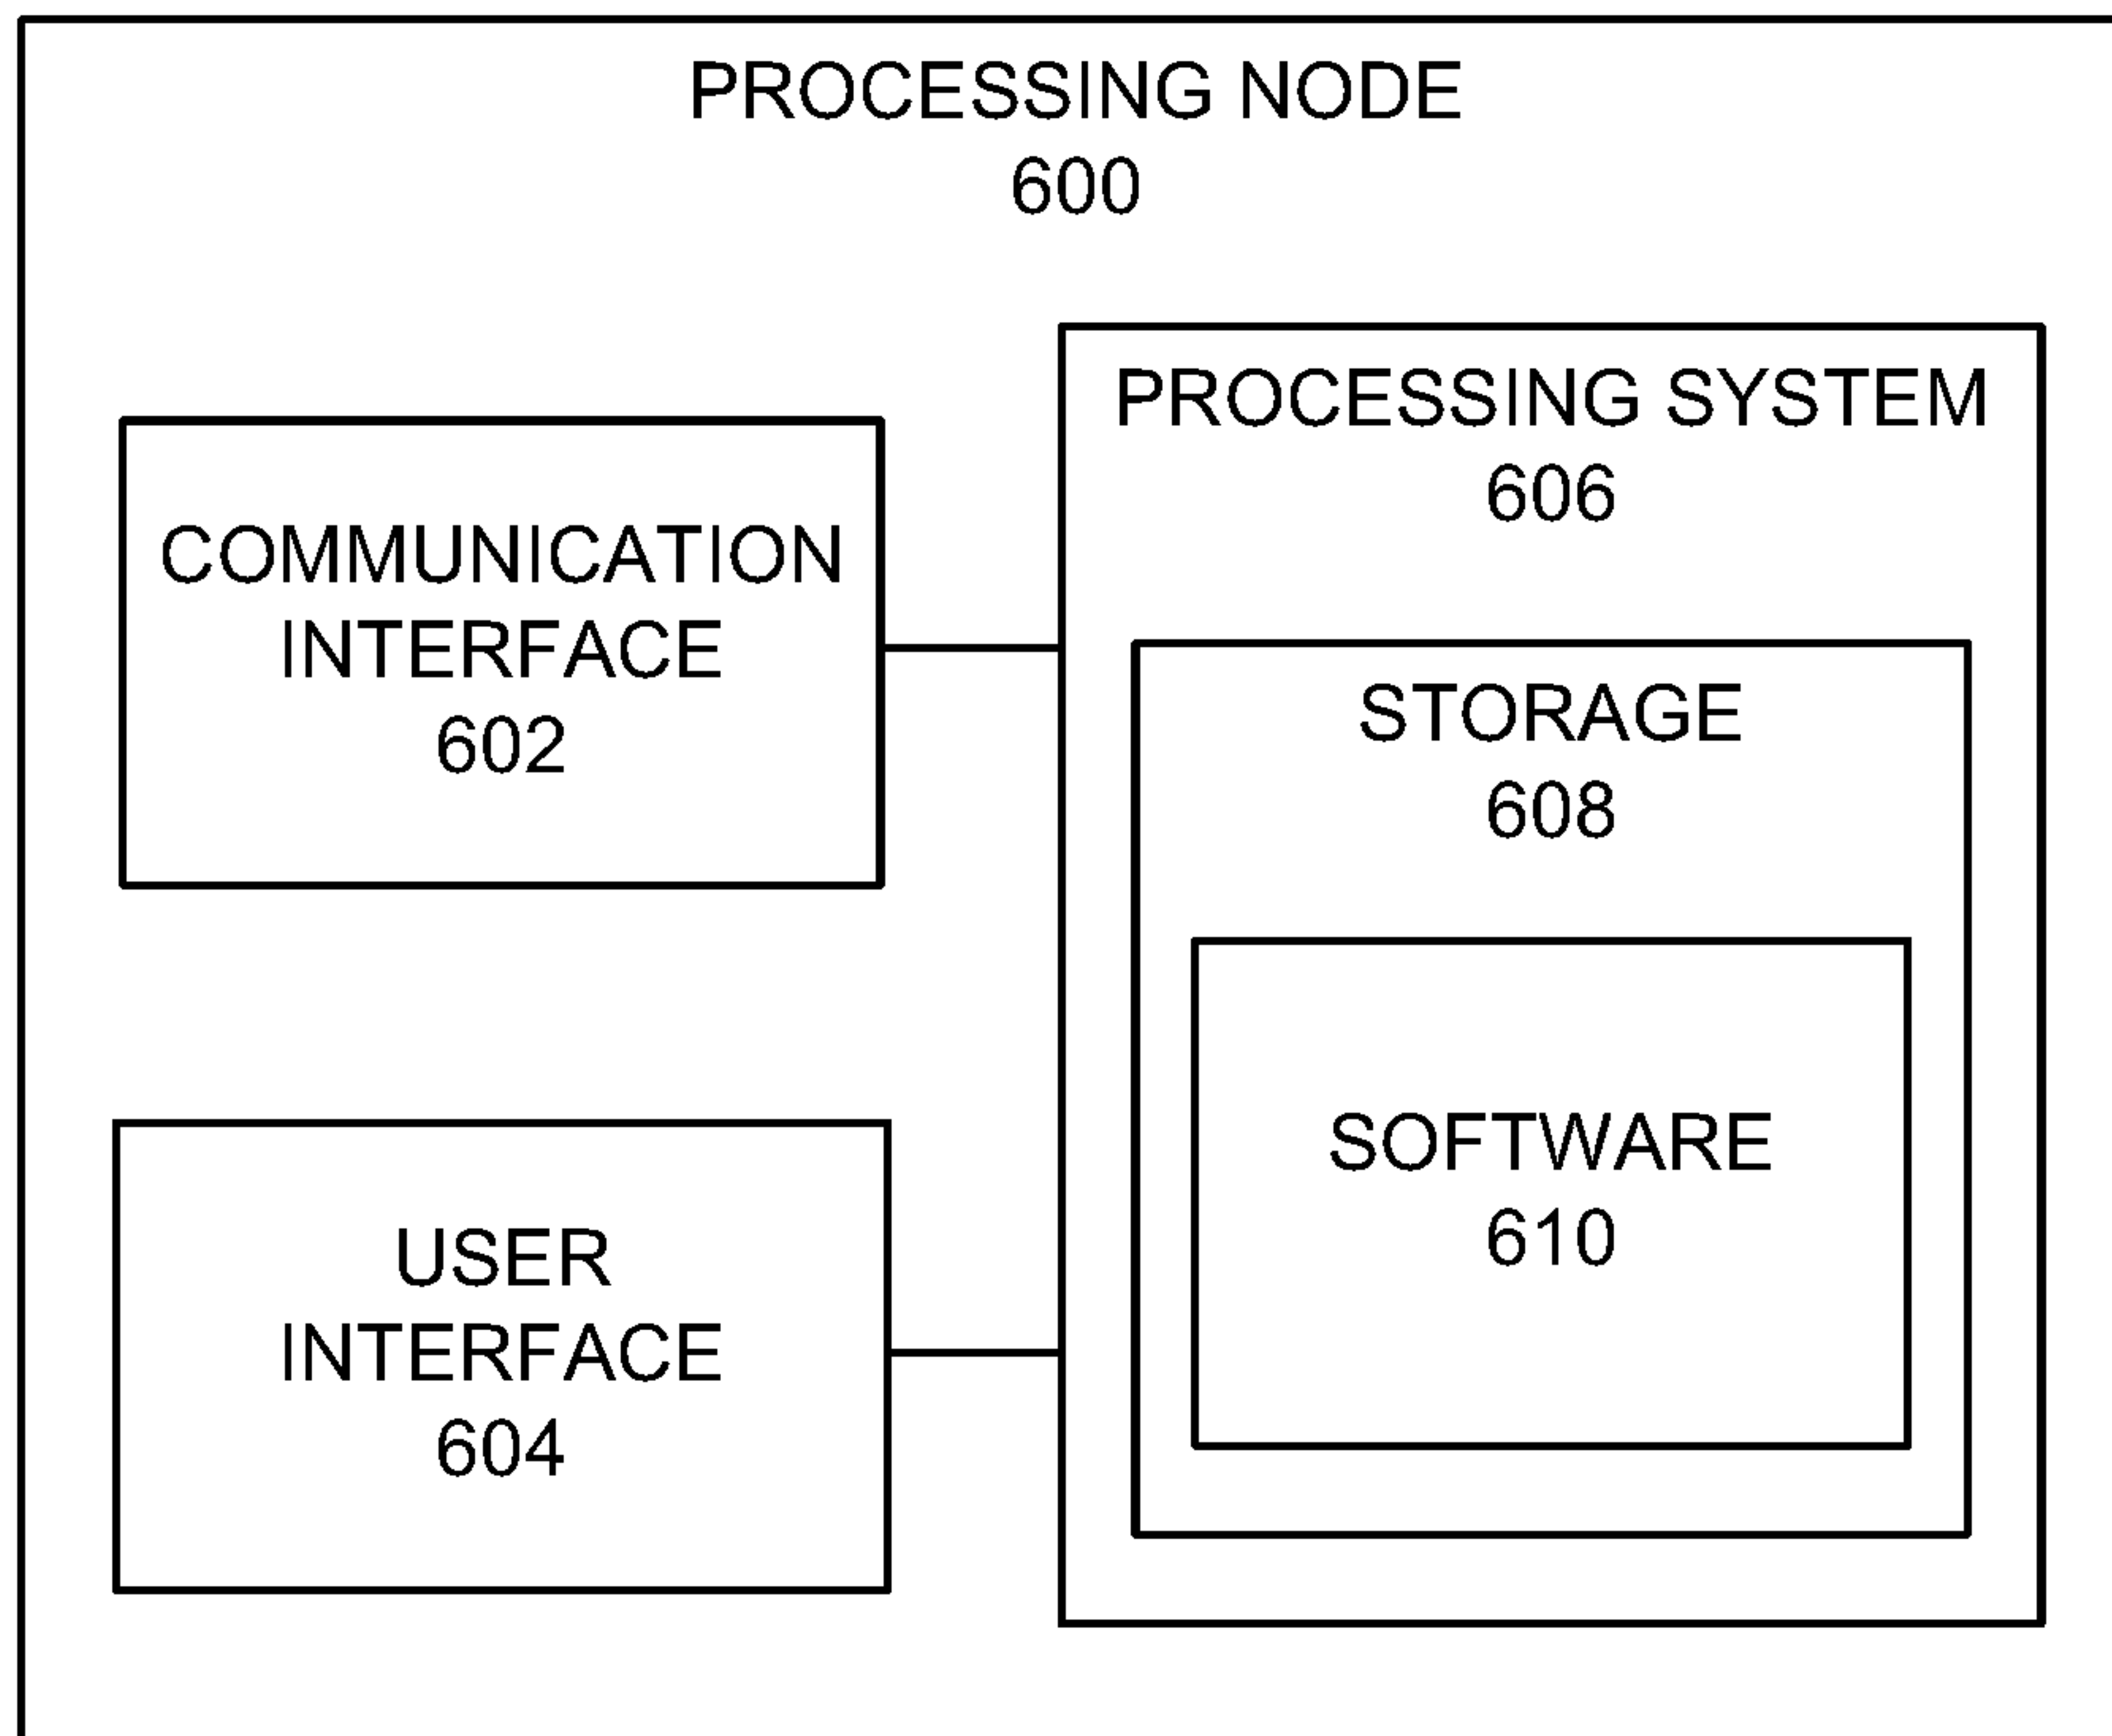 PROCESSING NODE
600
PROCESSING SYSTEM
606
COMMUNICATION
INTERFACE
602
STORAGE
608
SOFTWARE
610
USER
INTERFACE
604